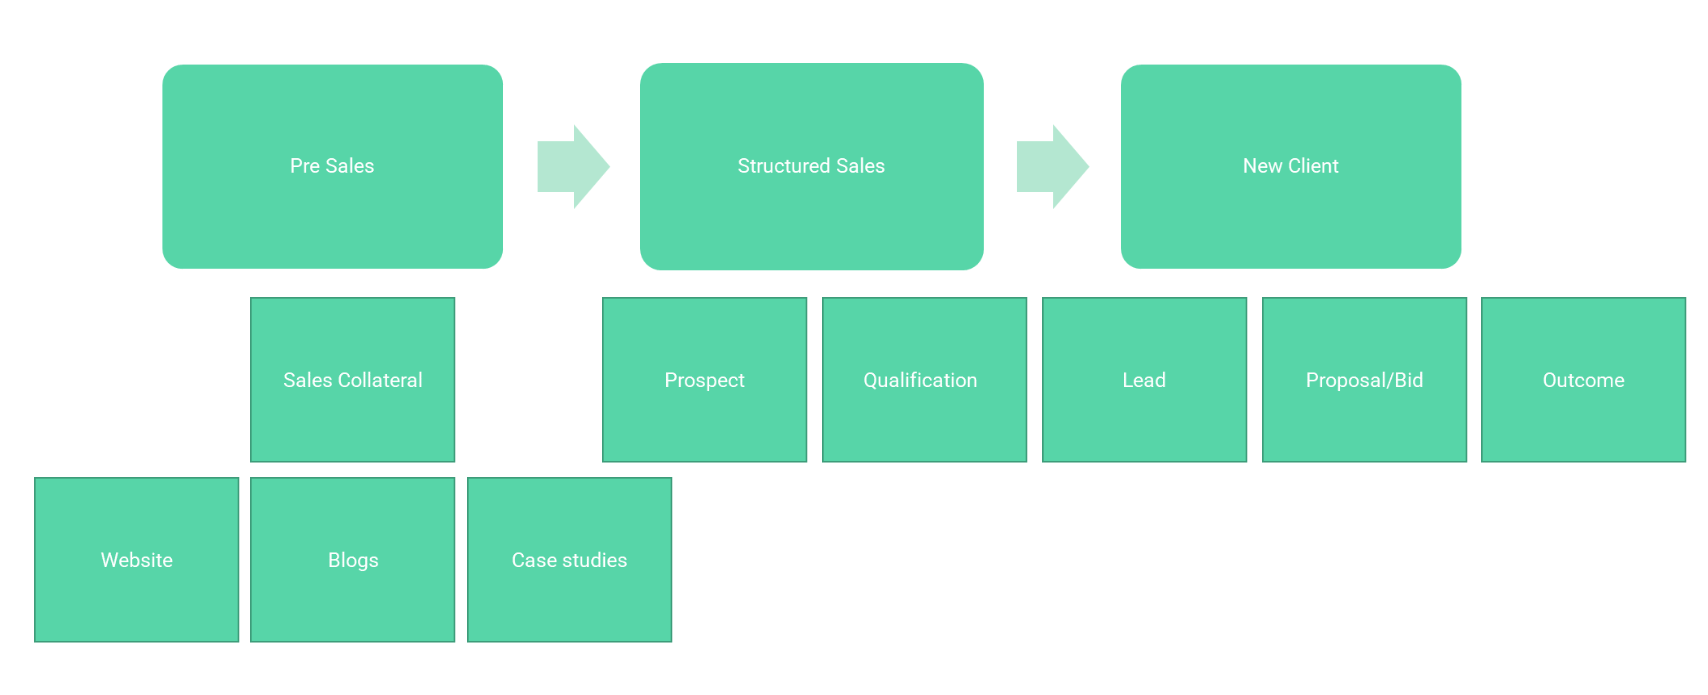 Pre Sales
Structured Sales
New Client
Sales Collateral
Prospect
Qualification
Lead
Proposal/Bid
Outcome
Website
Blogs
Case studies